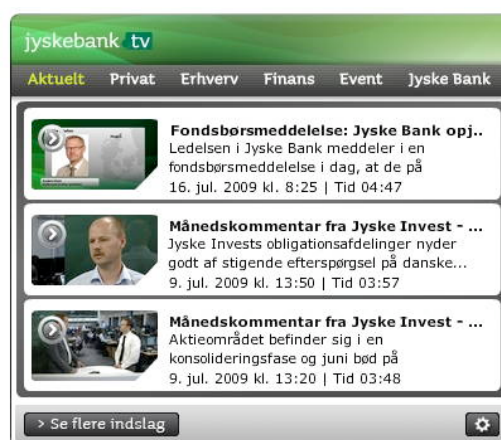 jyskebank tv
Aktuelt Privat Erhverv Finans Event Jyske Bank
Fondsbørsmeddelelse: Jyske Bank opj..
Ledelsen i Jyske Bank meddeler i en
fondsbørsmeddelelse i dag, at de på
16. jul. 2009 kl. 8:25 | Tid 04:47
Månedskommentar fra Jyske Invest - ...
Jyske Invests obligationsafdelinger nyder
godt af stigende efterspørgsel på danske...
9. jul. 2009 kl. 13:50 | Tid 03:57
Månedskommentar fra Jyske Invest - ...
Aktieområdet befinder sig i en
konsolideringsfase og juni bød på
9. jul. 2009 kl. 13:20 | Tid 03:48
> Se flere indslag